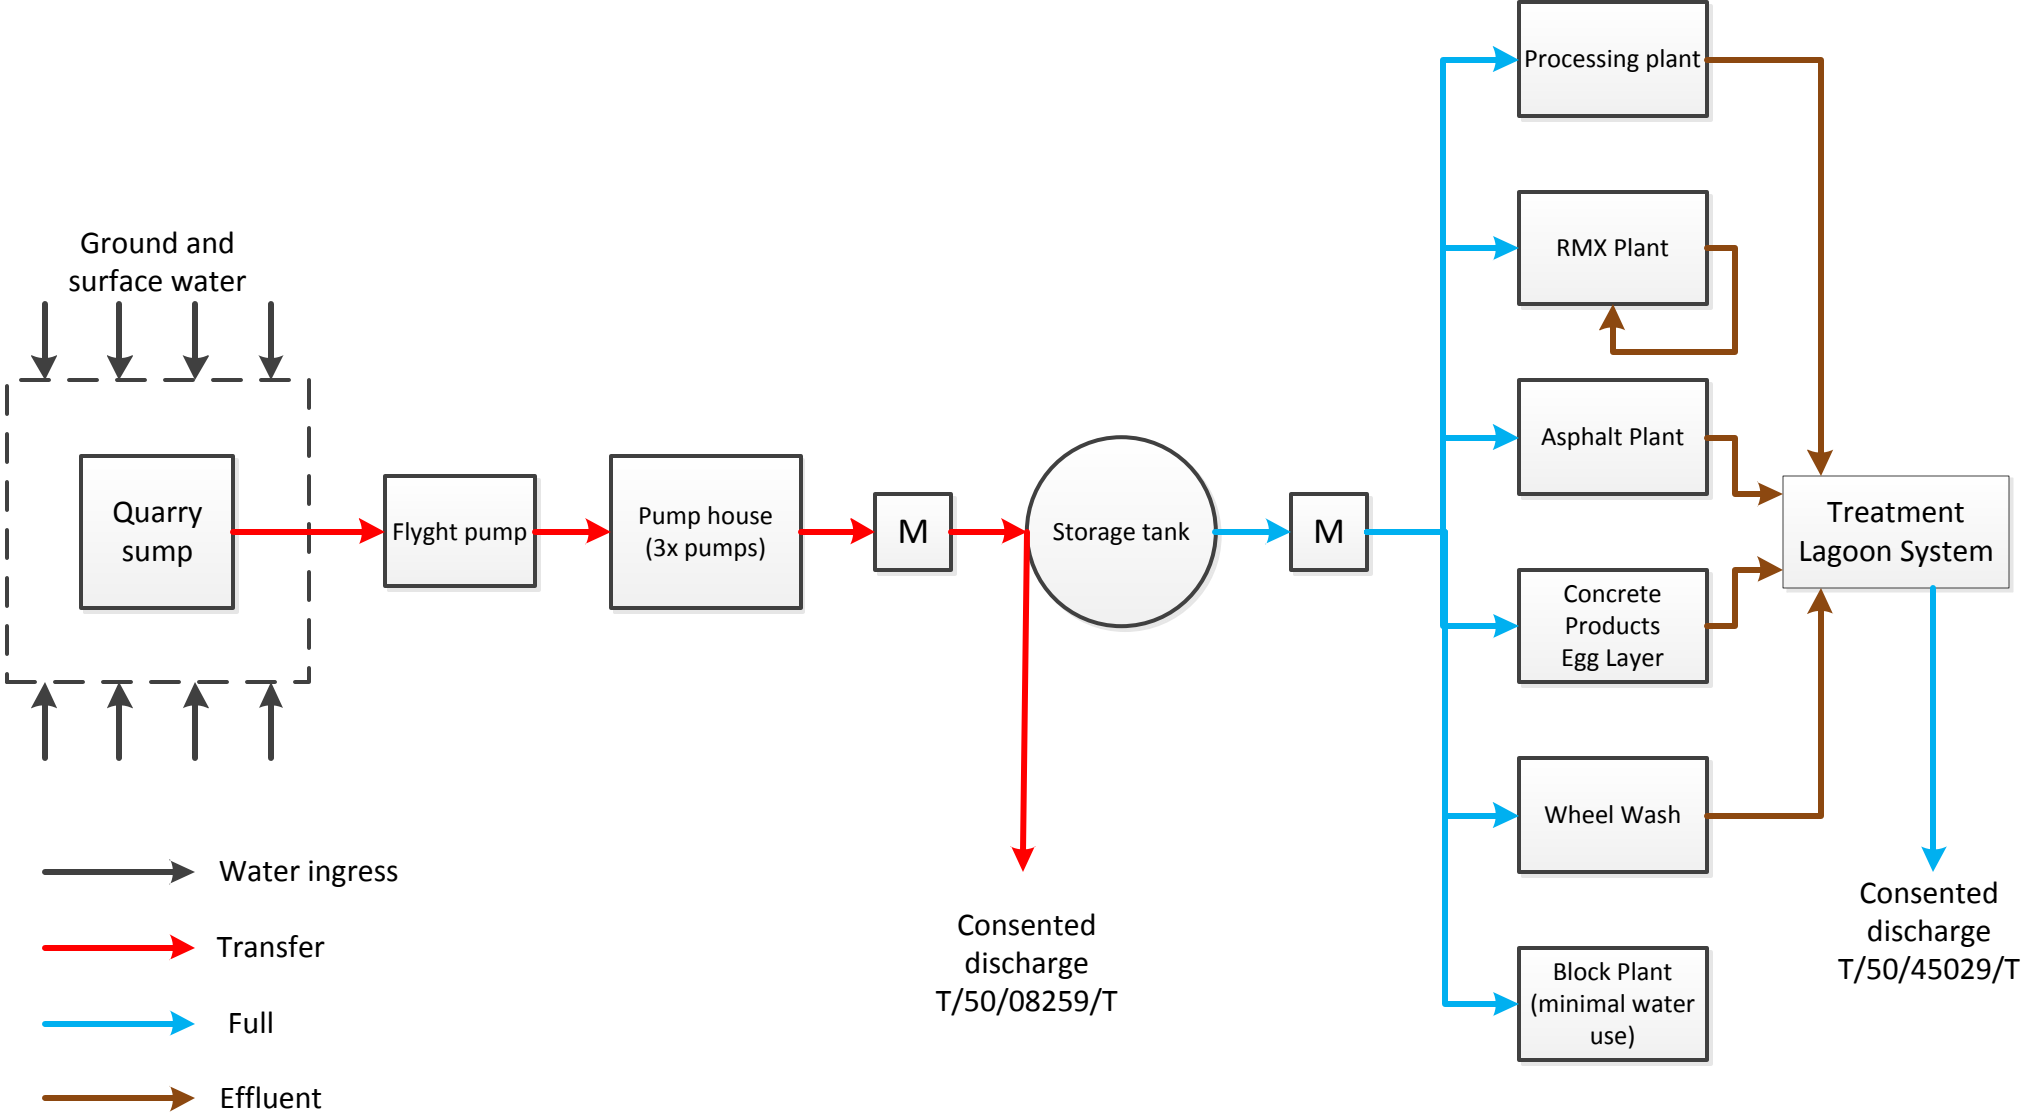 Ground and
surface water
Quarry
sump
Flyght pump
Pump house
(3x pumps)
M
Storage tank
M
Processing plant
RMX Plant
Asphalt Plant
Concrete
Products
Egg Layer
Wheel Wash
Block Plant
(minimal water
use)
Treatment
Lagoon System
Consented
discharge
T/50/08259/T
Consented
discharge
T/50/45029/T
Water ingress
Transfer
Full
Effluent